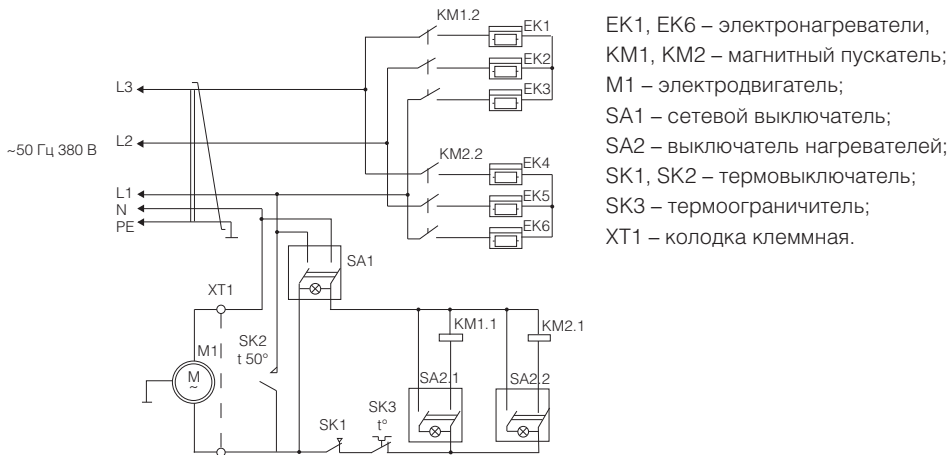 KM1.2
EK1
EK2
EK3
L3
~50 Гц 380 В
L2
KM2.2
EK4
L1
N
PE
EK5
EK6
SA1
XT1
KM1.1
KM2.1
SK2
t 50°
M1
M
~
SA2.1
SA2.2
SK1
SK3
t°
EK1, EK6 – электронагреватели,
KM1, KM2 – магнитный пускатель;
M1 – электродвигатель;
SA1 – сетевой выключатель;
SA2 – выключатель нагревателей;
SK1, SK2 – термовыключатель;
SK3 – термоограничитель;
XT1 – колодка клеммная.